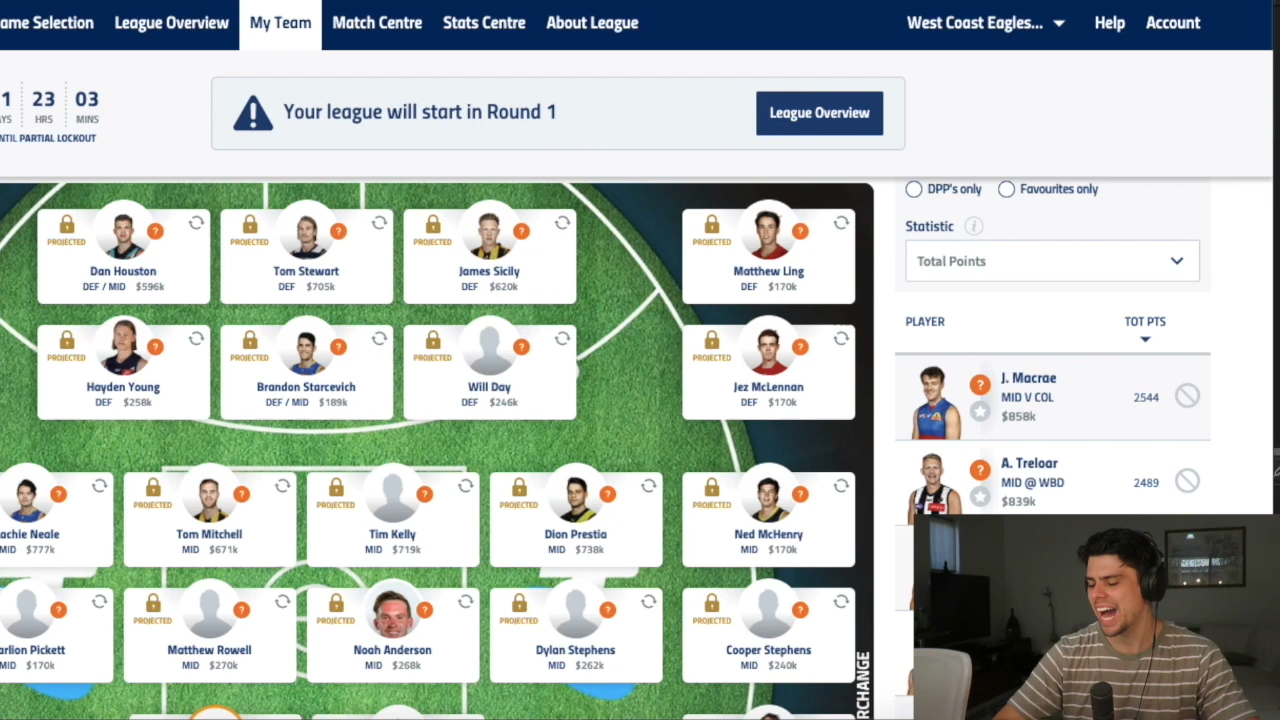 ame Selection League Overview My Team Match Centre Stats Centre About League West Coast Eagles... Help Account
1 23 03
AYS HRS MINS
NTIL PARTIAL LOCKOUT
Your league will start in Round 1 League Overview
DPP's only Favourites only
Statistic i
Total Points
PLAYER TOT PTS
PROJECTED ? PROJECTED ? PROJECTED ? PROJECTED ?
Dan Houston Tom Stewart James Sicily Matthew Ling
DEF / MID $596k DEF $705k DEF $620k DEF $170k
PROJECTED ? PROJECTED ? PROJECTED ? PROJECTED ?
Hayden Young Brandon Starcevich Will Day Jez McLennan
DEF $258k DEF / MID $189k DEF $246k DEF $170k
? J. Macrae
MID V COL 2544
$858k
? A. Treloar
MID @ WBD 2489
$839k
? PROJECTED ? PROJECTED ? PROJECTED ? PROJECTED ?
achie Neale Tom Mitchell Tim Kelly Dion Prestia Ned McHenry
MID $777k MID $671k MID $719k MID $738k MID $170k
? PROJECTED ? PROJECTED ? PROJECTED ? PROJECTED ?
arlion Pickett Matthew Rowell Noah Anderson Dylan Stephens Cooper Stephens
MID $170k MID $270k MID $268k MID $262k MID $240k
RCHANGE